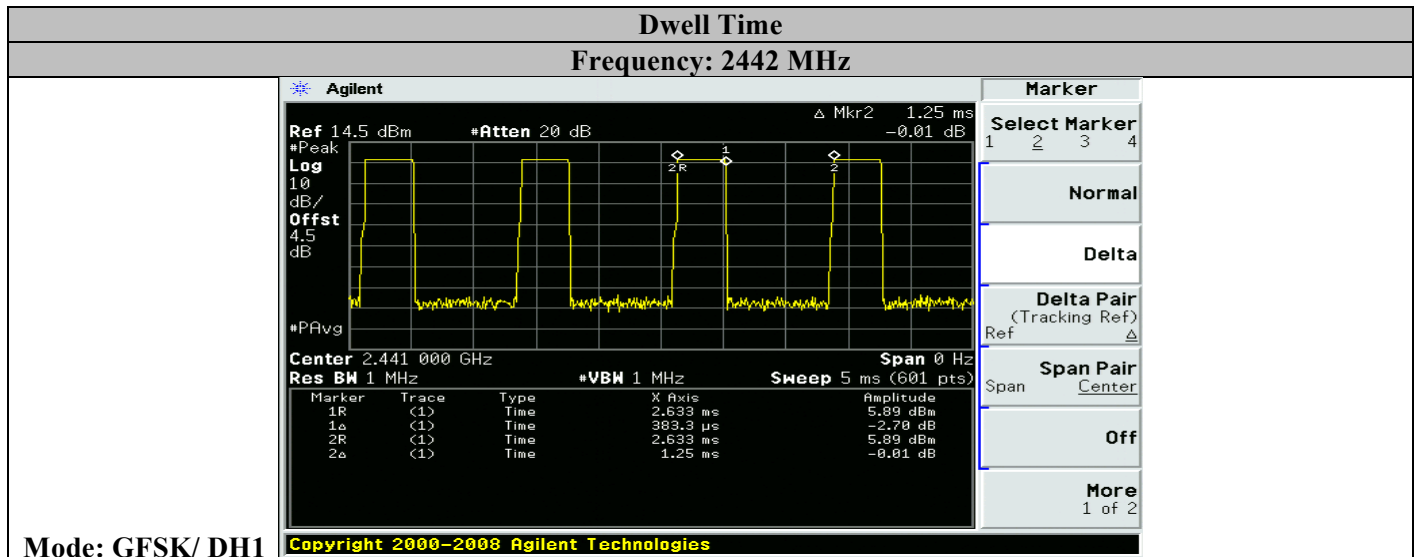 Dwell Time
Frequency: 2442 MHz
Agilent
Marker
Δ Mkr2 1.25 ms
Ref 14.5 dBm #Atten 20 dB -0.01 dB
#Peak
Log
10
dB/
Offst
4.5
dB
#PAvg
1
2R
2
Center 2.441 000 GHz Span 0 Hz
Res BW 1 MHz #VBW 1 MHz Sweep 5 ms (601 pts)
Marker Trace Type X Axis Amplitude
1R (1) Time 2.633 ms 5.89 dBm
1Δ (1) Time 383.3 µs -2.70 dB
2R (1) Time 2.633 ms 5.89 dBm
2Δ (1) Time 1.25 ms -0.01 dB
Select Marker
1 2 3 4
Normal
Delta
Delta Pair
(Tracking Ref)
Ref Δ
Span Pair
Span Center
Off
More
1 of 2
Mode: GFSK/ DH1
Copyright 2000-2008 Agilent Technologies